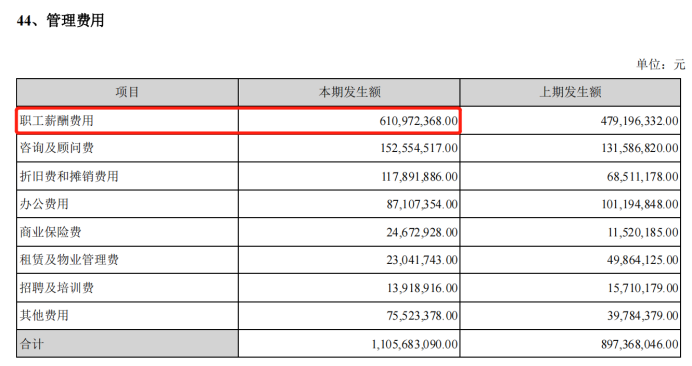 44、管理费用
单位：元
项目 本期发生额 上期发生额
职工薪酬费用 610,972,368.00 479,196,332.00
咨询及顾问费 152,554,517.00 131,586,820.00
折旧费和摊销费用 117,891,886.00 68,511,178.00
办公费用 87,107,354.00 101,194,848.00
商业保险费 24,672,928.00 11,520,185.00
租赁及物业管理费 23,041,743.00 49,864,125.00
招聘及培训费 13,918,916.00 15,710,179.00
其他费用 75,523,378.00 39,784,379.00
合计 1,105,683,090.00 897,368,046.00